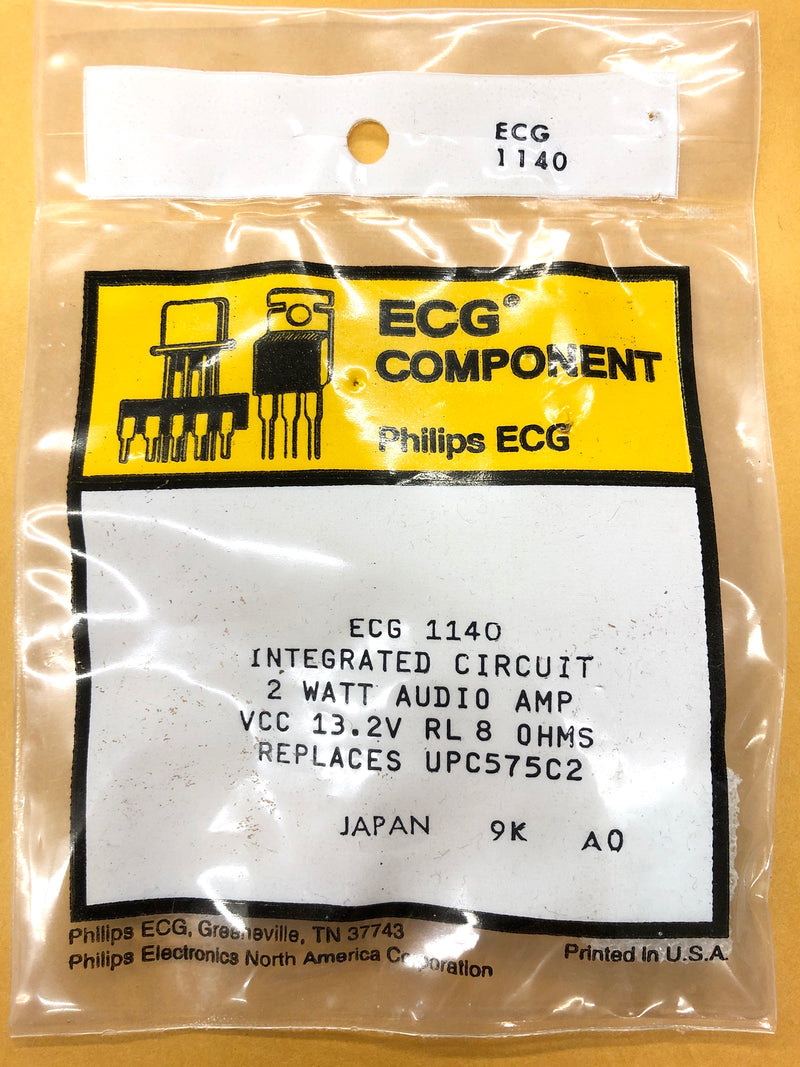 ECG
1140
ECG®
COMPONENT
Philips ECG
ECG 1140
INTEGRATED CIRCUIT
2 WATT AUDIO AMP
VCC 13.2V RL 8 OHMS
REPLACES UPC575C2
JAPAN 9K A0
Philips ECG, Greeneville, TN 37743
Philips Electronics North America Corporation
Printed in U.S.A.